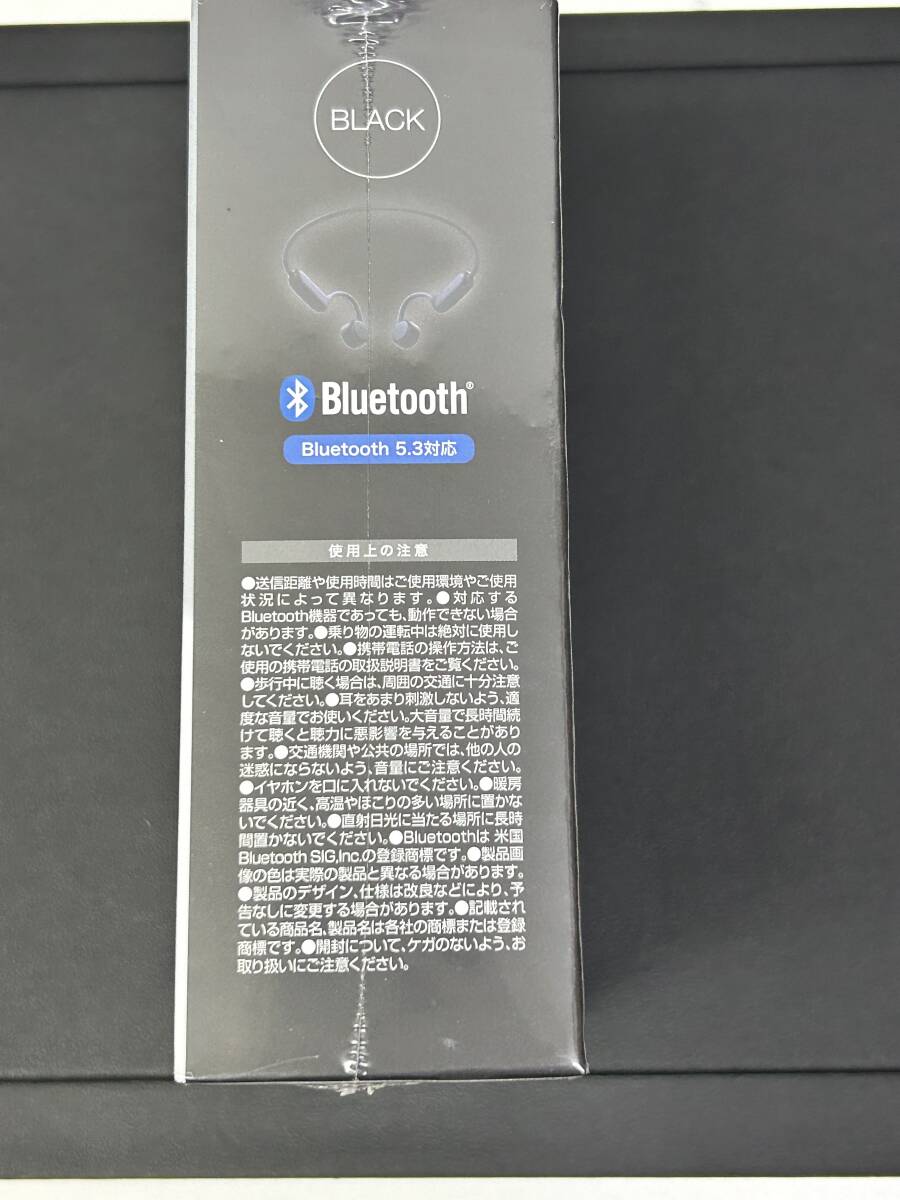 BLACK
Bluetooth®
Bluetooth 5.3対応
使用上の注意
●送信距離や使用時間はご使用環境やご使用
状況によって異なります。●対応する
Bluetooth機器であっても、動作できない場合
があります。●乗り物の運転中は絶対に使用し
ないでください。●携帯電話の操作方法は、ご
使用の携帯電話の取扱説明書をご覧ください。
●歩行中に聴く場合は、周囲の交通に十分注意
してください。●耳をあまり刺激しないよう、適
度な音量でお使いください。大音量で長時間続
けて聴くと聴力に悪影響を与えることがあり
ます。●交通機関や公共の場所では、他の人の
迷惑にならないよう、音量にご注意ください。
●イヤホンを口に入れないでください。●暖房
器具の近く、高温やほこりの多い場所に置かな
いでください。●直射日光に当たる場所に長時
間置かないでください。●Bluetoothは 米国
Bluetooth SIG,Inc.の登録商標です。●製品画
像の色は実際の製品と異なる場合があります。
●製品のデザイン、仕様は改良などにより、予
告なしに変更する場合があります。●記載され
ている商品名、製品名は各社の商標または登録
商標です。●開封について、ケガのないよう、お
取り扱いにご注意ください。